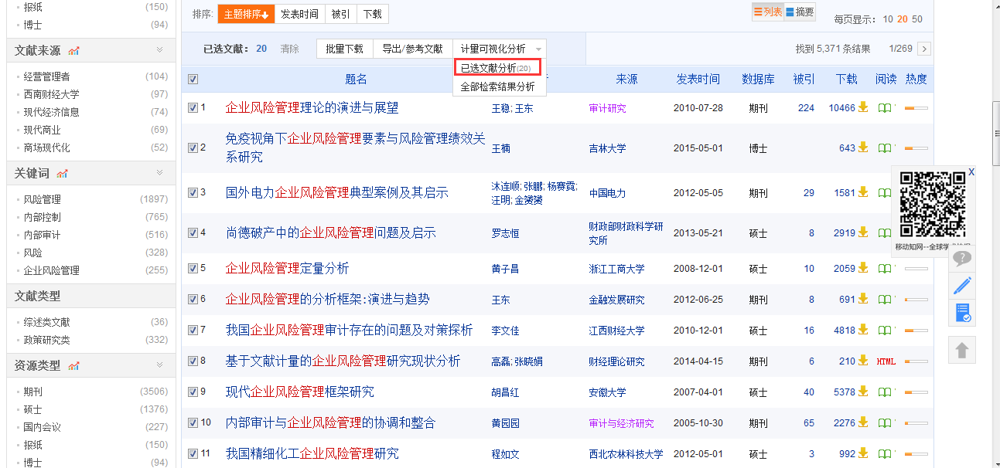 报纸 (150)
博士 (94)
文献来源
经营管理者 (104)
西南财经大学 (97)
现代经济信息 (74)
现代商业 (69)
商场现代化 (52)
关键词
风险管理 (1897)
内部控制 (765)
内部审计 (516)
风险 (328)
企业风险管理 (255)
文献类型
综述类文献 (36)
政策研究类 (332)
资源类型
期刊 (3506)
硕士 (1376)
国内会议 (227)
报纸 (150)
博士 (94)
排序: 主题排序 发表时间 被引 下载 列表 摘要 每页显示: 10 20 50
已选文献: 20 清除 批量下载 导出/参考文献 计量可视化分析 找到 5,371 条结果 1/269 >
已选文献分析(20)
全部检索结果分析
题名 来源 发表时间 数据库 被引 下载 阅读 热度
1 企业风险管理理论的演进与展望 王稳; 王东 审计研究 2010-07-28 期刊 224 10466
2 免疫视角下企业风险管理要素与风险管理绩效关
系研究 王楠 吉林大学 2015-05-01 博士 643
3 国外电力企业风险管理典型案例及其启示 沐连顺; 张鹏; 杨赛霓;
汪明; 金赟赟 中国电力 2012-05-05 期刊 29 1581
4 尚德破产中的企业风险管理问题及启示 罗志恒 财政部财政科学研
究所 2013-05-21 硕士 8 2919
5 企业风险管理定量分析 黄子昌 浙江工商大学 2008-12-01 硕士 10 2059
6 企业风险管理的分析框架:演进与趋势 王东 金融发展研究 2012-06-25 期刊 8 691
7 我国企业风险管理审计存在的问题及对策探析 李文佳 江西财经大学 2010-12-01 硕士 16 4818
8 基于文献计量的企业风险管理研究现状分析 高磊; 张晓娟 财经理论研究 2014-04-15 期刊 6 210 HTML
9 现代企业风险管理框架研究 胡昌红 安徽大学 2007-04-01 硕士 40 5378
10 内部审计与企业风险管理的协调和整合 黄园园 审计与经济研究 2005-10-30 期刊 65 2276
11 我国精细化工企业风险管理研究 程如文 西北农林科技大学 2012-05-01 硕士 3 992
X
移动知网--全球学